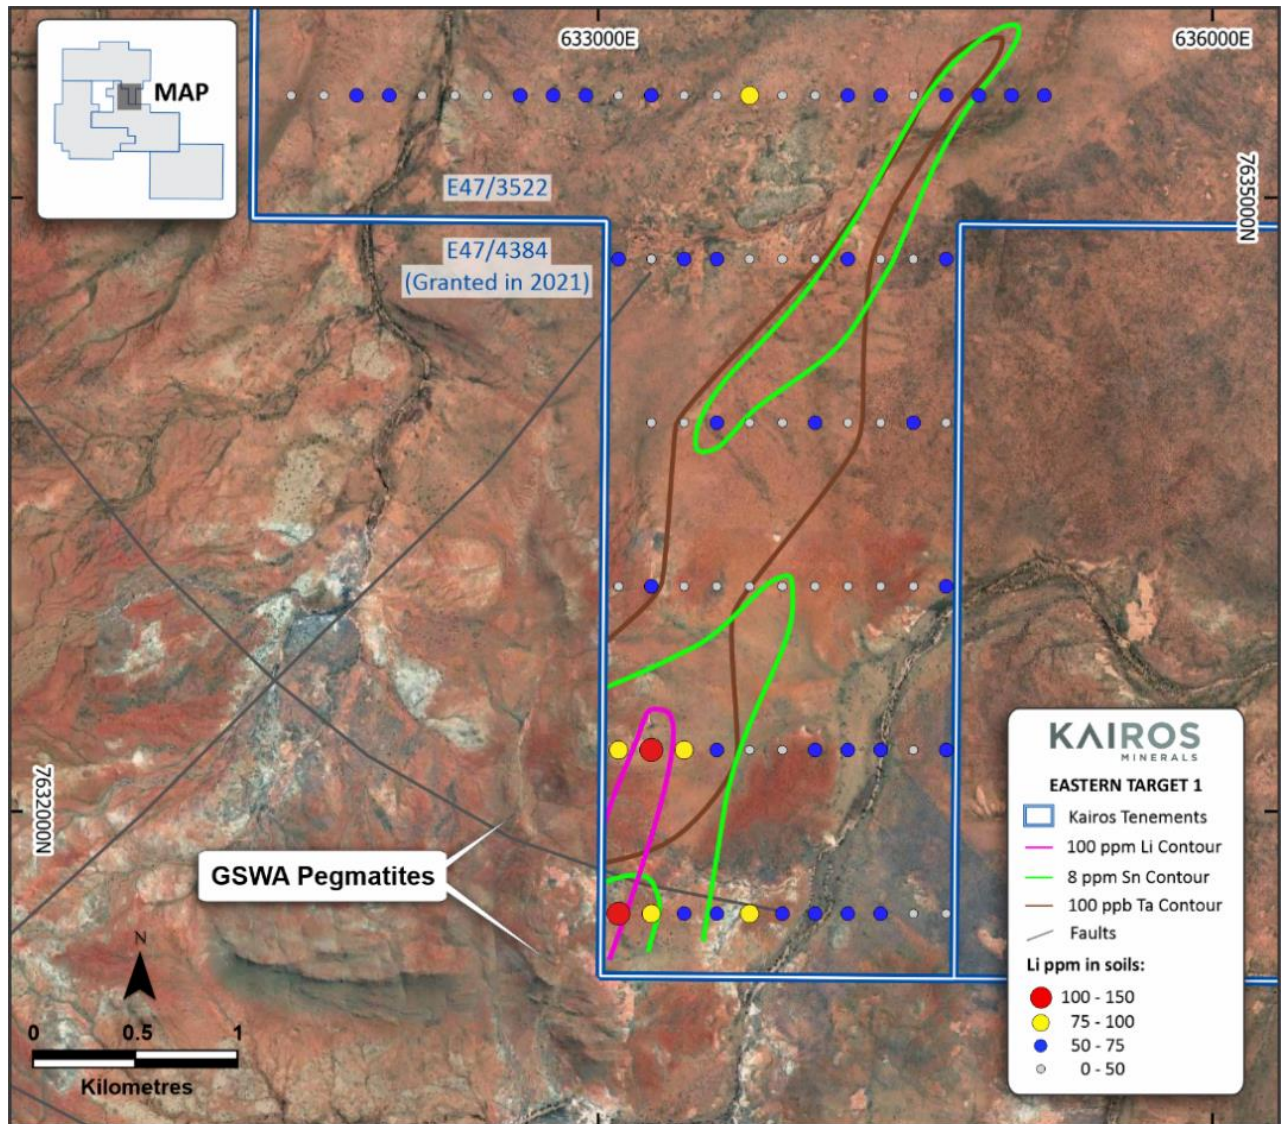 633000E
636000E
MAP
E47/3522
7635000N
E47/4384
(Granted in 2021)
7632000N
GSWA Pegmatites
N
0 0.5 1
Kilometres
KAIROS
MINERALS
EASTERN TARGET 1
Kairos Tenements
100 ppm Li Contour
8 ppm Sn Contour
100 ppb Ta Contour
Faults
Li ppm in soils:
100 - 150
75 - 100
50 - 75
0 - 50